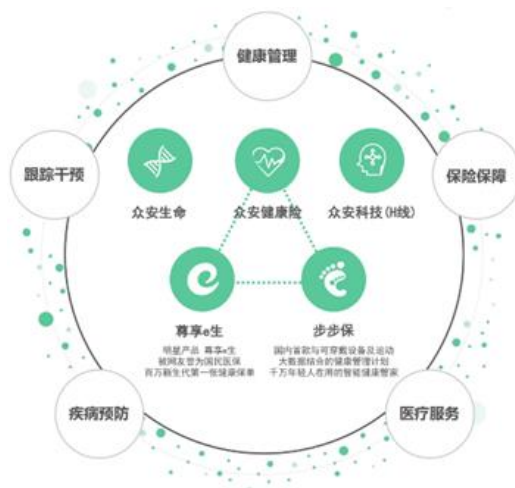 健康管理
跟踪干预
保险保障
众安生命
众安健康险
众安科技(H线)
尊享e生
明星产品 尊享e生
被网友誉为国民医保
百万新生代第一张健康保单
步步保
国内首款与可穿戴设备及运动
大数据结合的健康管理计划
千万年轻人在用的智能健康管家
疾病预防
医疗服务